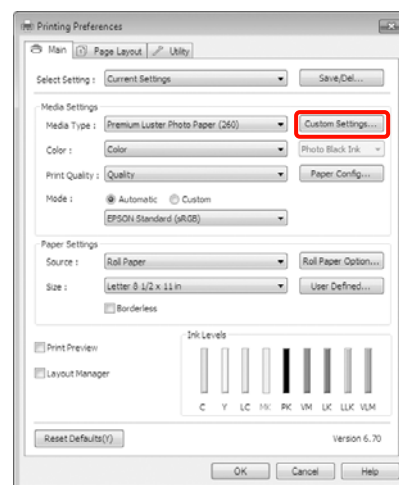 Printing Preferences
Main Page Layout Utility
Select Setting : Current Settings Save/Del...
Media Settings
Media Type : Premium Luster Photo Paper (260) Custom Settings...
Color : Color Photo Black Ink
Print Quality : Quality Paper Config...
Mode : Automatic Custom
EPSON Standard (sRGB)
Paper Settings
Source : Roll Paper Roll Paper Option...
Size : Letter 8 1/2 x 11 in User Defined...
Borderless
Ink Levels
Print Preview
Layout Manager
C Y LC MK PK VM LK LLK VLM
Reset Defaults(Y) Version 6.70
OK Cancel Help